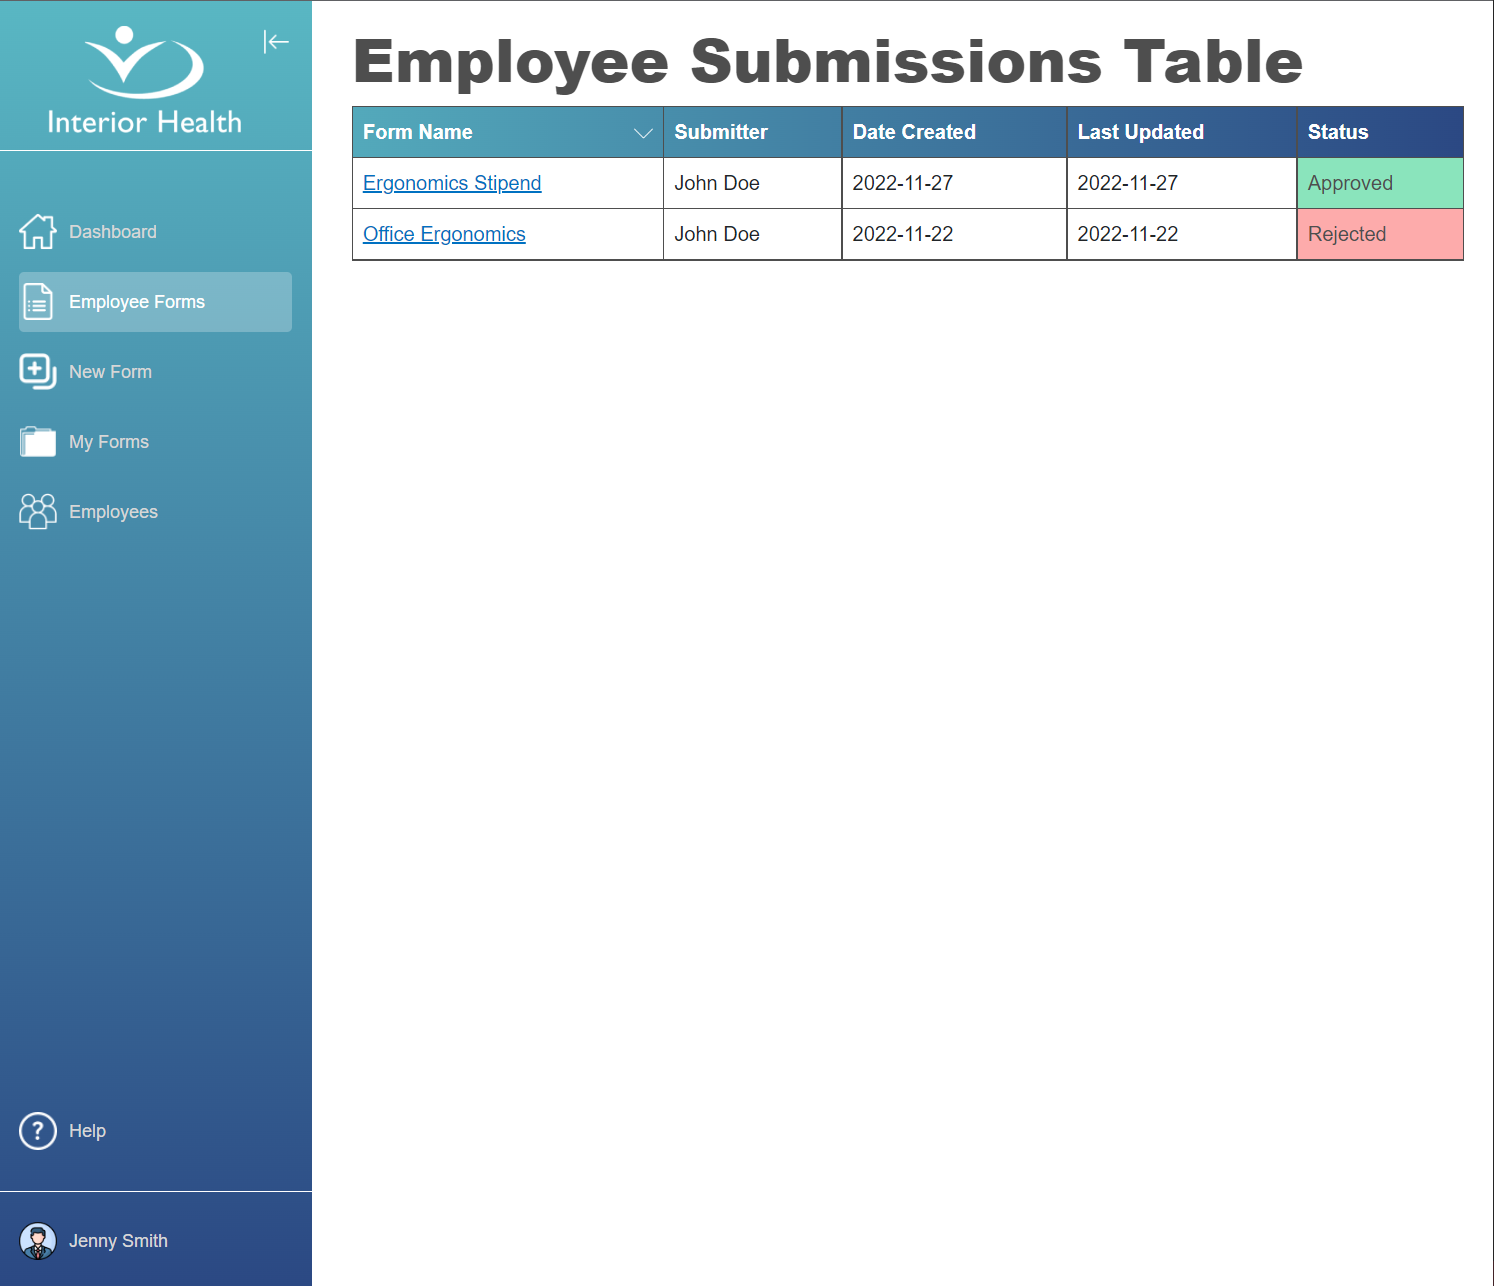 Interior Health
Dashboard
Employee Forms
New Form
My Forms
Employees
Help
Jenny Smith
Employee Submissions Table
Form Name Submitter Date Created Last Updated Status
Ergonomics Stipend John Doe 2022-11-27 2022-11-27 Approved
Office Ergonomics John Doe 2022-11-22 2022-11-22 Rejected